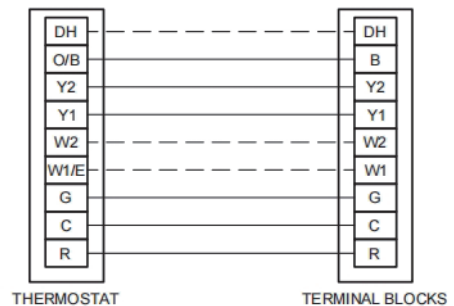 DH DH
O/B B
Y2 Y2
Y1 Y1
W2 W2
W1/E W1
G G
C C
R R
THERMOSTAT TERMINAL BLOCKS